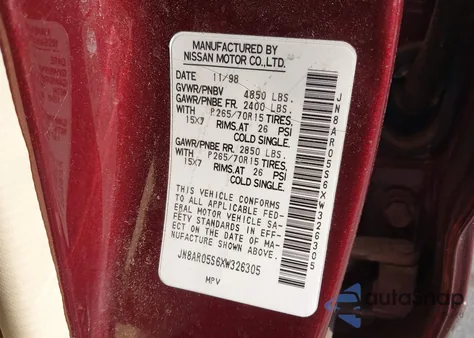 MANUFACTURED BY
NISSAN MOTOR CO.,LTD.
DATE 11/98
GVWR/PNBV 4850 LBS.
GAWR/PNBE FR. 2400 LBS.
WITH P265/70R15 TIRES,
15X7 RIMS,AT 26 PSI
COLD SINGLE.
GAWR/PNBE RR. 2850 LBS.
WITH P265/70R15 TIRES,
15X7 RIMS,AT 26 PSI
COLD SINGLE.
THIS VEHICLE CONFORMS
TO ALL APPLICABLE FED-
ERAL MOTOR VEHICLE SA-
FETY STANDARDS IN EFF-
ECT ON THE DATE OF MA-
NUFACTURE SHOWN ABOVE.
JN8AR05S6XW326305
MPV
JN8AR05S6XW326305
autoSnap